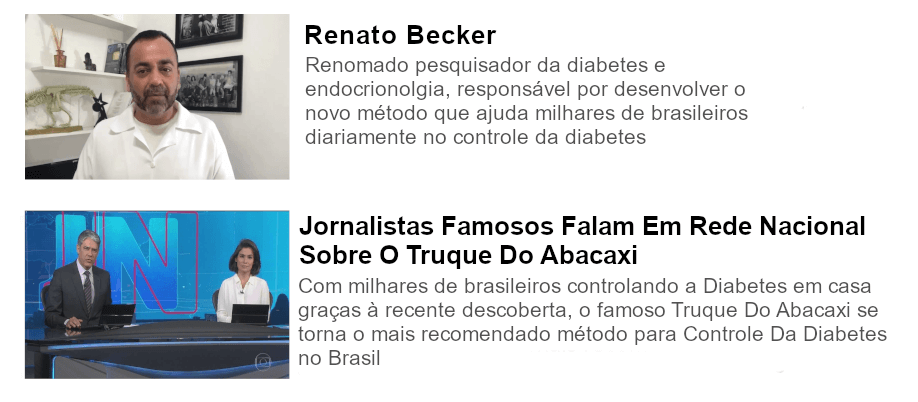 Renato Becker
Renomado pesquisador da diabetes e
endocrionolgia, responsável por desenvolver o
novo método que ajuda milhares de brasileiros
diariamente no controle da diabetes
JN
Jornalistas Famosos Falam Em Rede Nacional
Sobre O Truque Do Abacaxi
Com milhares de brasileiros controlando a Diabetes em casa
graças à recente descoberta, o famoso Truque Do Abacaxi se
torna o mais recomendado método para Controle Da Diabetes
no Brasil